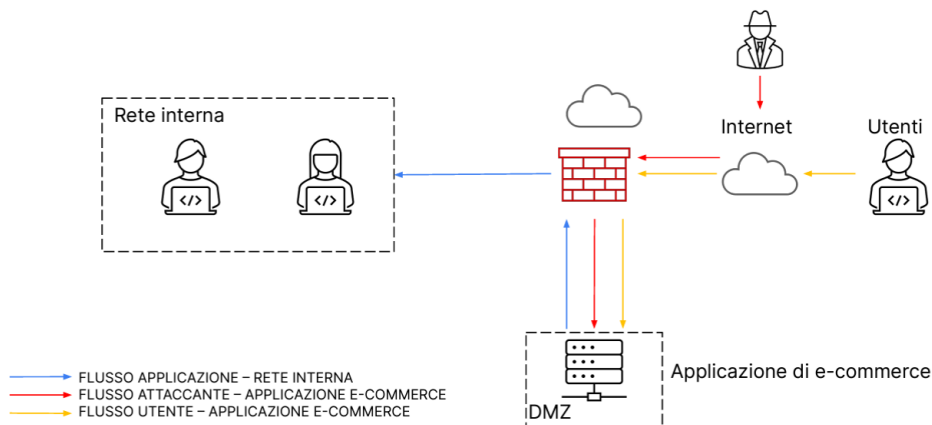 Rete interna
Internet
Utenti
Applicazione di e-commerce
DMZ
FLUSSO APPLICAZIONE – RETE INTERNA
FLUSSO ATTACCANTE – APPLICAZIONE E-COMMERCE
FLUSSO UTENTE – APPLICAZIONE E-COMMERCE